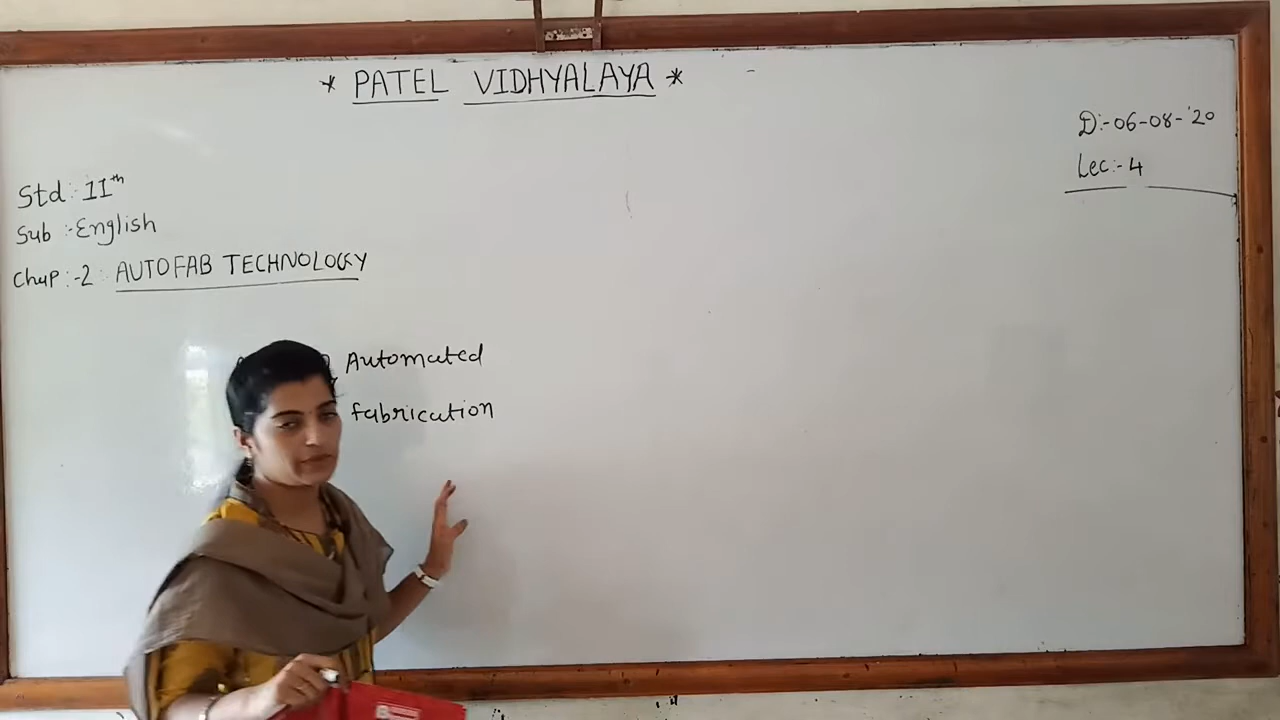 * PATEL VIDHYALAYA *
D:-06-08-'20
Lec:-4
Std:-11th
Sub:-English
Chap:-2: AUTOFAB TECHNOLOGY
Automated
fabrication